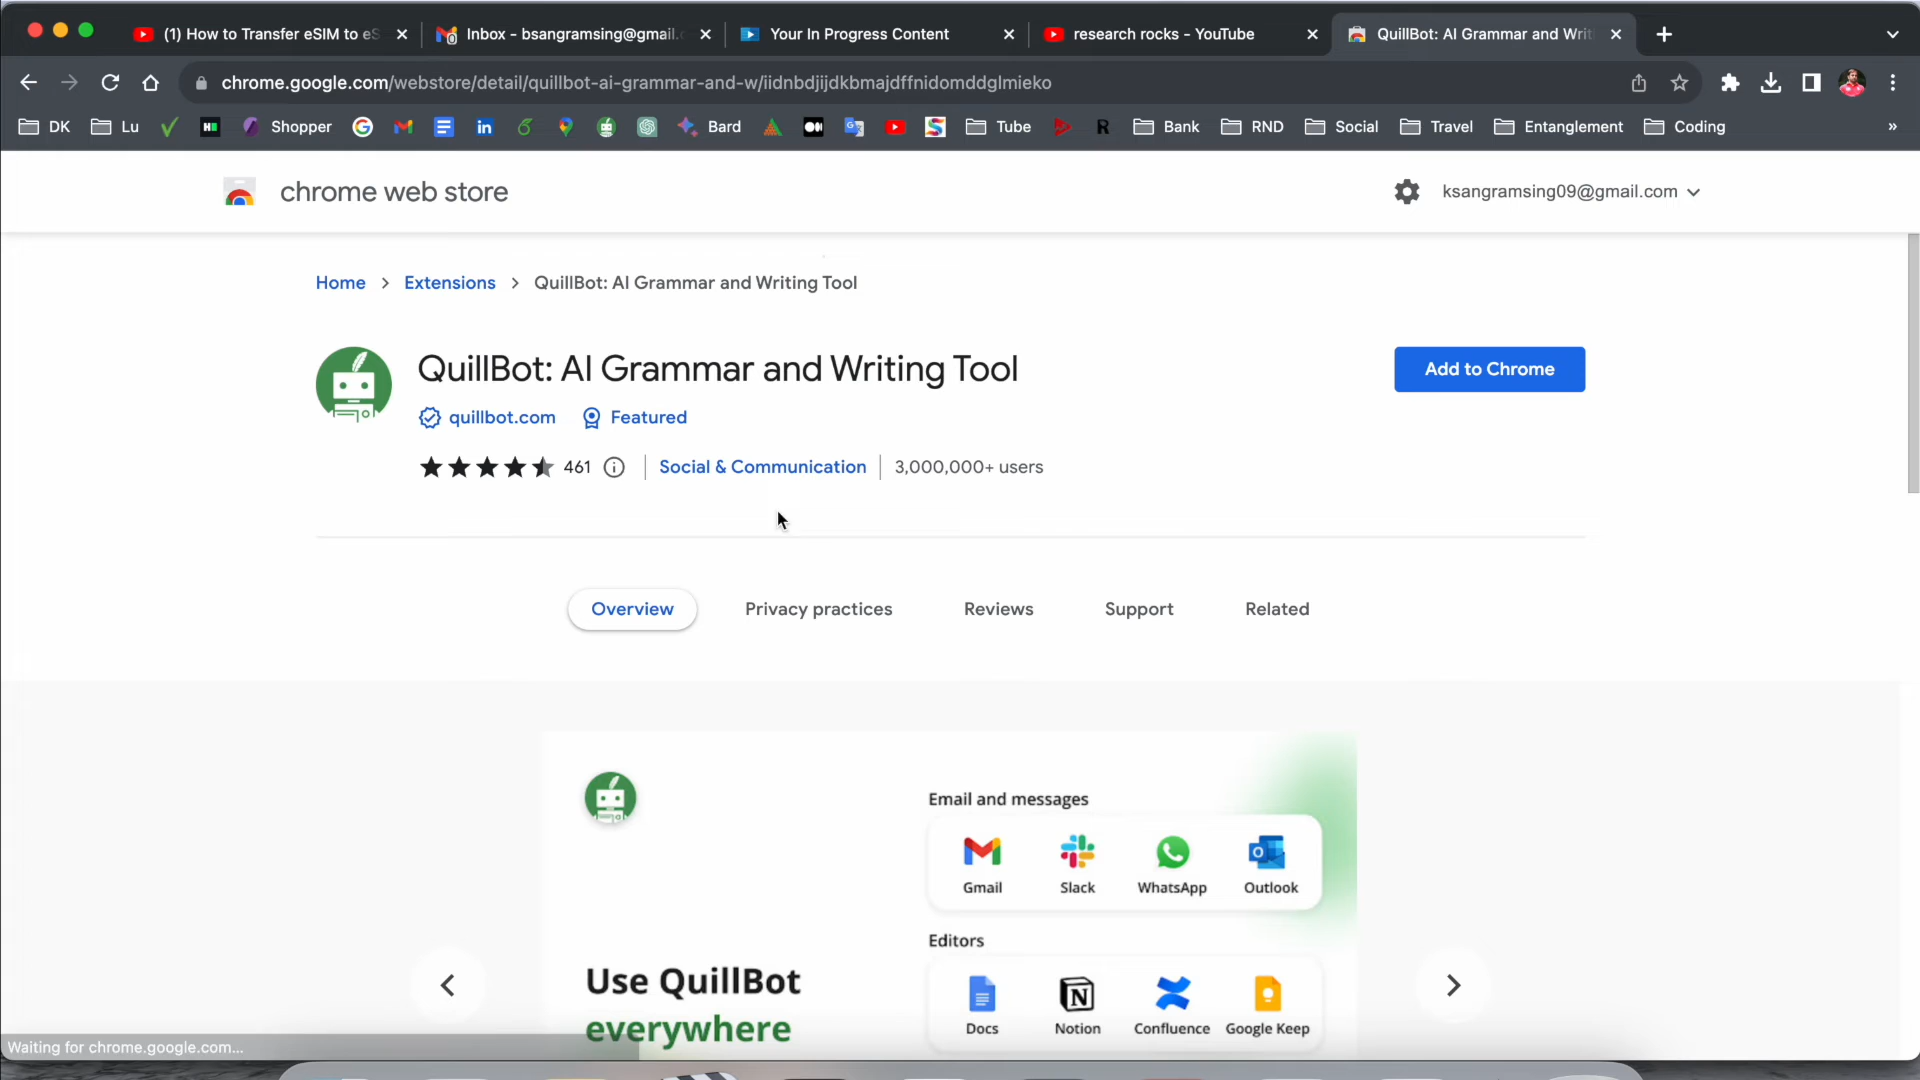 (1) How to Transfer eSIM to eS
Inbox - bsangramsing@gmail.
Your In Progress Content
research rocks - YouTube
QuillBot: AI Grammar and Writ
chrome.google.com/webstore/detail/quillbot-ai-grammar-and-w/iidnbdjijdkbmajdffnidomddglmieko
DK
Lu
Shopper
Bard
Tube
R
Bank
RND
Social
Travel
Entanglement
Coding
»
chrome web store
ksangramsing09@gmail.com
Home > Extensions > QuillBot: AI Grammar and Writing Tool
QuillBot: AI Grammar and Writing Tool
Add to Chrome
quillbot.com
Featured
461
Social & Communication
3,000,000+ users
Overview
Privacy practices
Reviews
Support
Related
Email and messages
Gmail
Slack
WhatsApp
Outlook
Editors
Use QuillBot
everywhere
Docs
Notion
Confluence
Google Keep
Waiting for chrome.google.com...